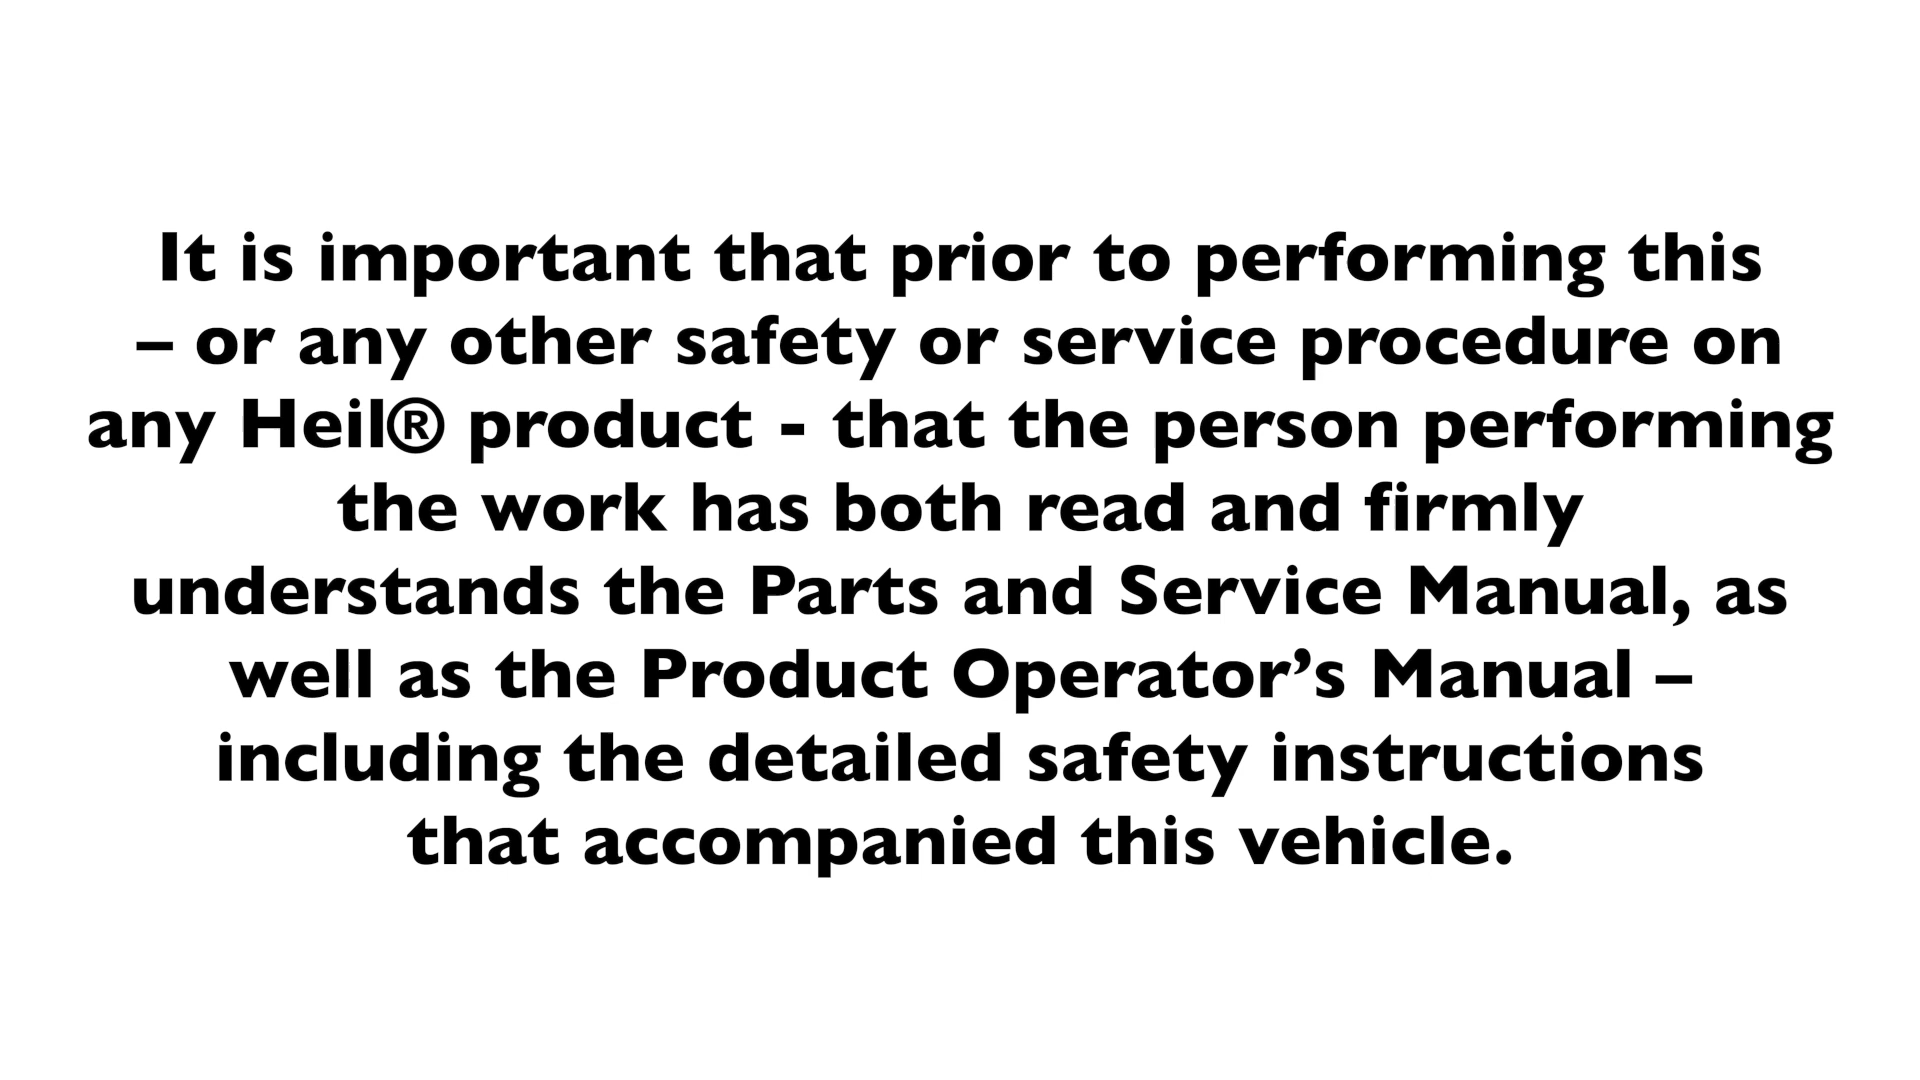 It is important that prior to performing this
– or any other safety or service procedure on
any Heil® product - that the person performing
the work has both read and firmly
understands the Parts and Service Manual, as
well as the Product Operator’s Manual –
including the detailed safety instructions
that accompanied this vehicle.